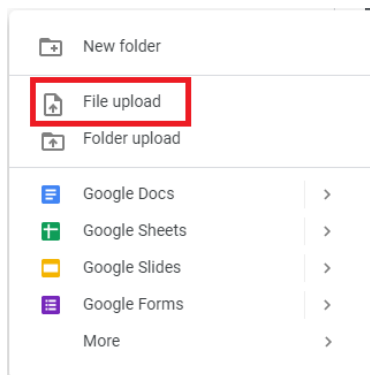 New folder
File upload
Folder upload
Google Docs
Google Sheets
Google Slides
Google Forms
More